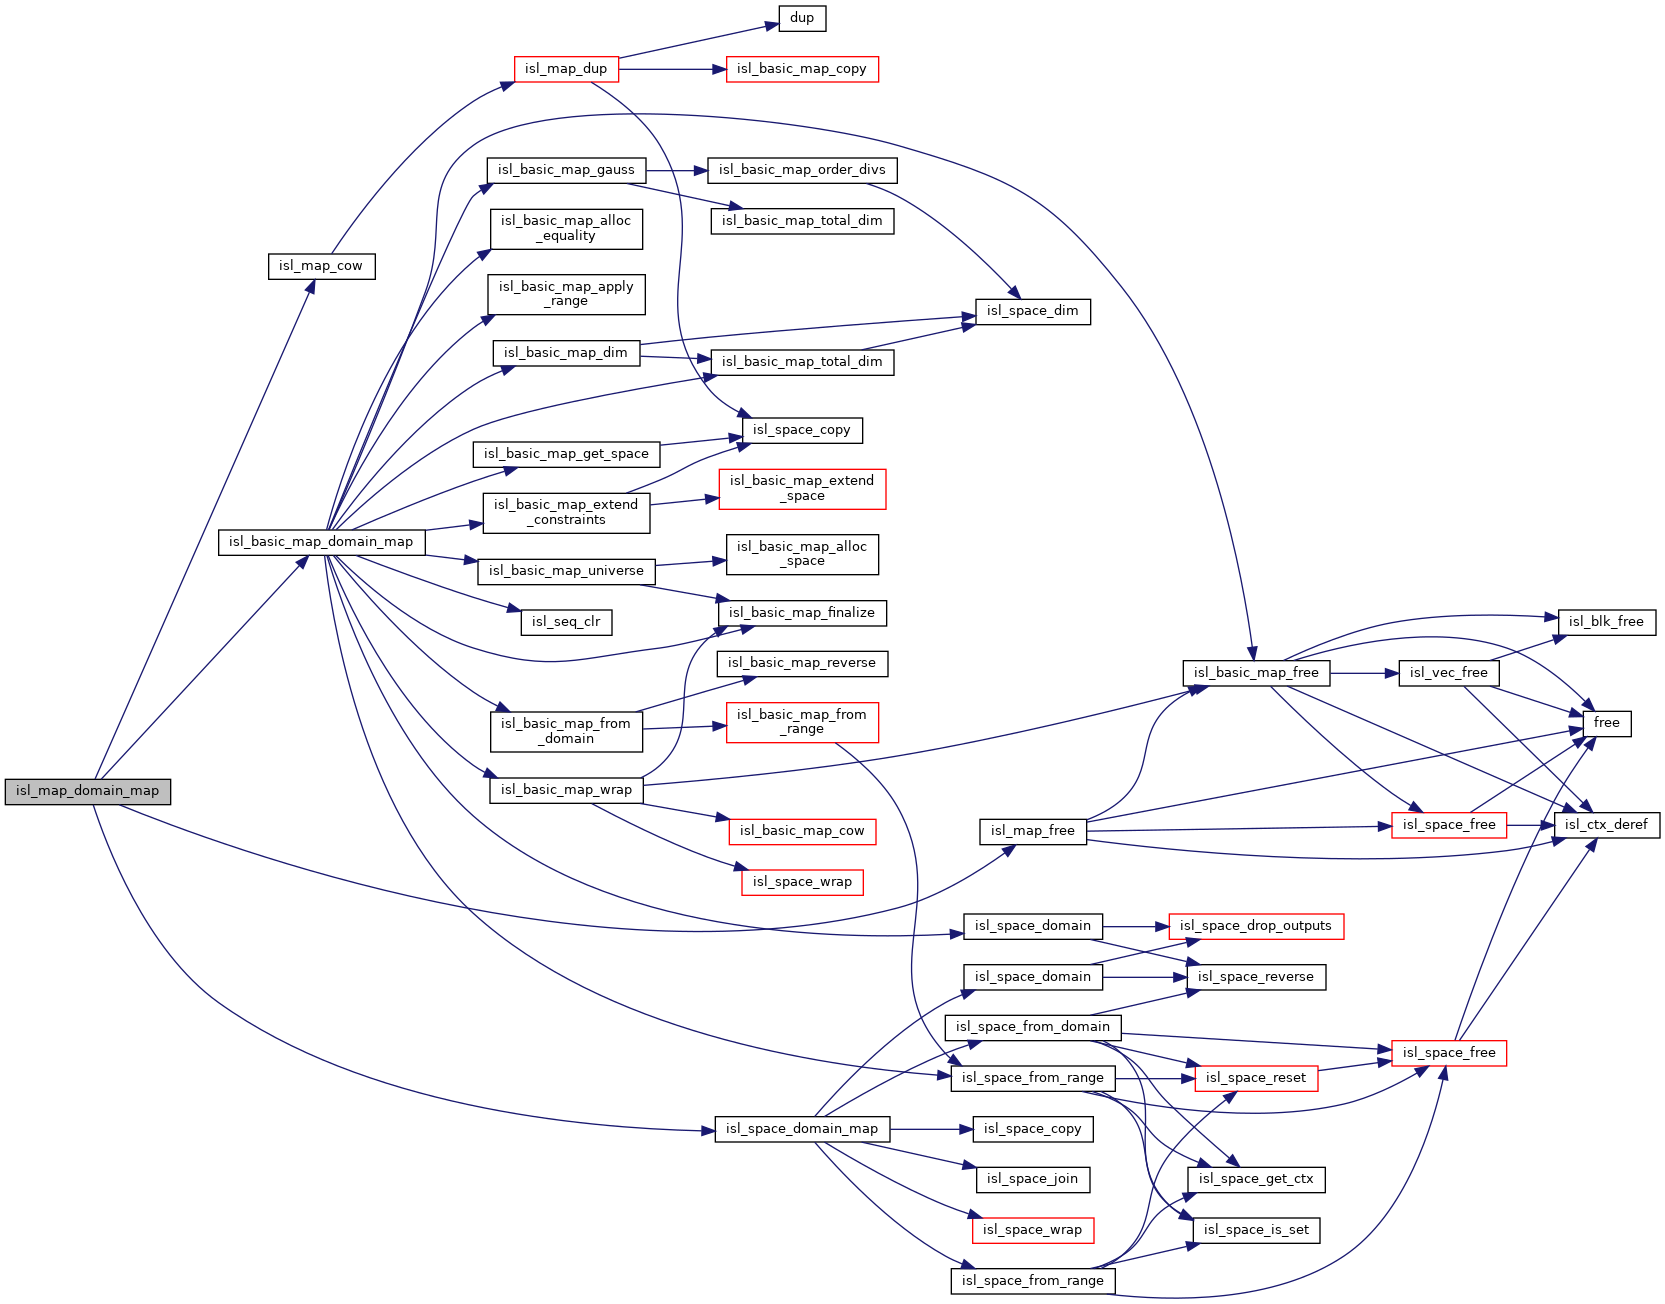 dup
isl_map_dup
isl_basic_map_copy
isl_basic_map_gauss
isl_basic_map_order_divs
isl_basic_map_alloc
_equality
isl_basic_map_total_dim
isl_map_cow
isl_basic_map_apply
_range
isl_space_dim
isl_basic_map_dim
isl_basic_map_total_dim
isl_space_copy
isl_basic_map_get_space
isl_basic_map_extend
_space
isl_basic_map_extend
_constraints
isl_basic_map_domain_map
isl_basic_map_alloc
_space
isl_basic_map_universe
isl_basic_map_finalize
isl_seq_clr
isl_blk_free
isl_basic_map_reverse
isl_basic_map_free
isl_vec_free
isl_basic_map_from
_domain
isl_basic_map_from
_range
free
isl_map_domain_map
isl_basic_map_wrap
isl_basic_map_cow
isl_map_free
isl_space_free
isl_ctx_deref
isl_space_wrap
isl_space_domain
isl_space_drop_outputs
isl_space_domain
isl_space_reverse
isl_space_from_domain
isl_space_free
isl_space_from_range
isl_space_reset
isl_space_domain_map
isl_space_copy
isl_space_join
isl_space_get_ctx
isl_space_wrap
isl_space_is_set
isl_space_from_range